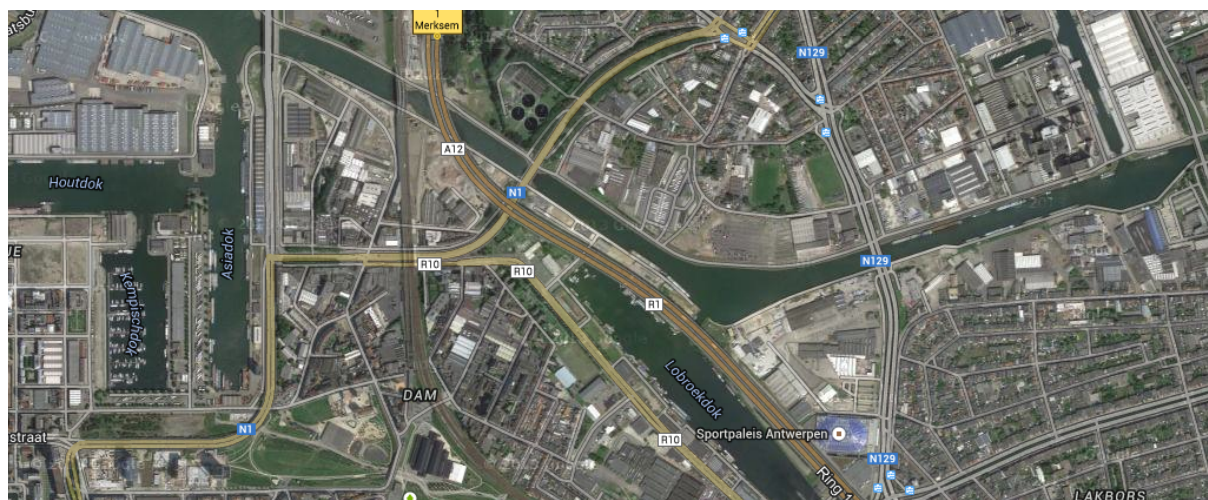 1
Merksem
N129
A12
Houtdok
N1
Asiadok
Kempischdok
R10
R10
N129
R1
Lobroekdok
DAM
N1
straat
R10
Sportpaleis Antwerpen
N129
Ring 1
LAKBORS